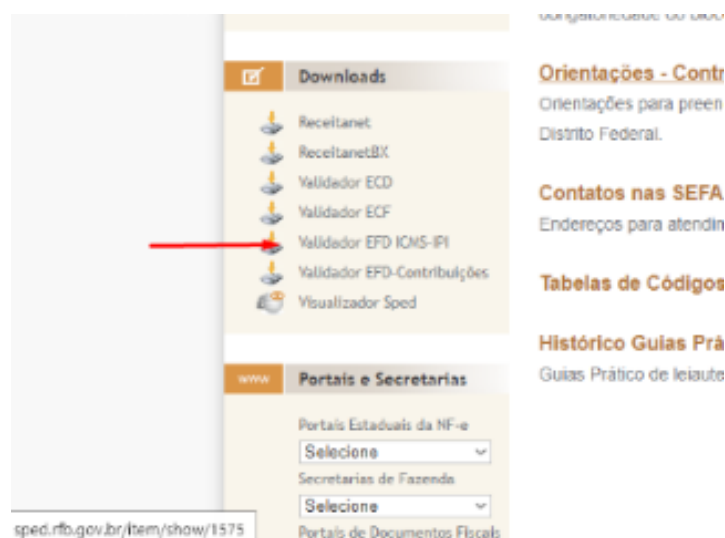 Downloads
Receitanet
ReceitanetBX
Validador ECD
Validador ECF
Validador EFD ICMS-IPI
Validador EFD-Contribuições
Visualizador Sped
www
Portais e Secretarias
Portais Estaduais da NF-e
Selecione
Secretarias de Fazenda
Selecione
Portais de Documentos Fiscais
sped.rfb.gov.br/item/show/1575
Orientações - Contr
Orientações para preen
Distrito Federal.
Contatos nas SEFA
Endereços para atendin
Tabelas de Códigos
Histórico Guias Prá
Guias Prático de leiaute